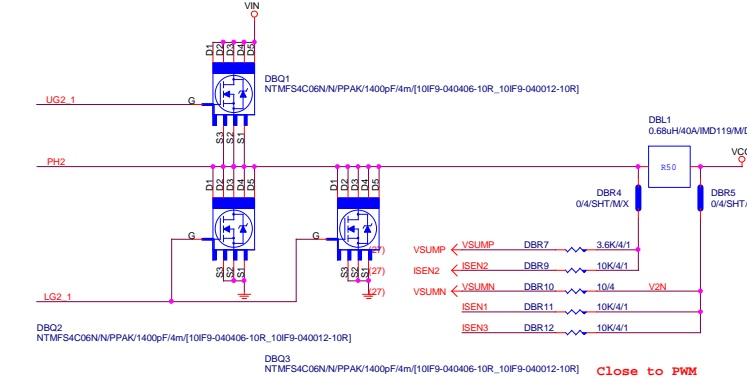 VIN
D1 D2 D3 D4 D5
DBQ1
NTMFS4C06N/N/PPAK/1400pF/4m/[10IF9-040406-10R_10IF9-040012-10R]
UG2_1
G
S3 S2 S1
DBL1
0.68uH/40A/IMD119/M/D
VCC
PH2
R50
D1 D2 D3 D4 D5
D1 D2 D3 D4 D5
DBR4
0/4/SHT/M/X
DBR5
0/4/SHT/
G
G
(27) VSUMP VSUMP DBR7 3.6K/4/1
(27) ISEN2 ISEN2 DBR9 10K/4/1
(27) VSUMN VSUMN DBR10 10/4 V2N
ISEN1 DBR11 10K/4/1
ISEN3 DBR12 10K/4/1
S3 S2 S1
S3 S2 S1
LG2_1
DBQ2
NTMFS4C06N/N/PPAK/1400pF/4m/[10IF9-040406-10R_10IF9-040012-10R]
DBQ3
NTMFS4C06N/N/PPAK/1400pF/4m/[10IF9-040406-10R_10IF9-040012-10R]
Close to PWM